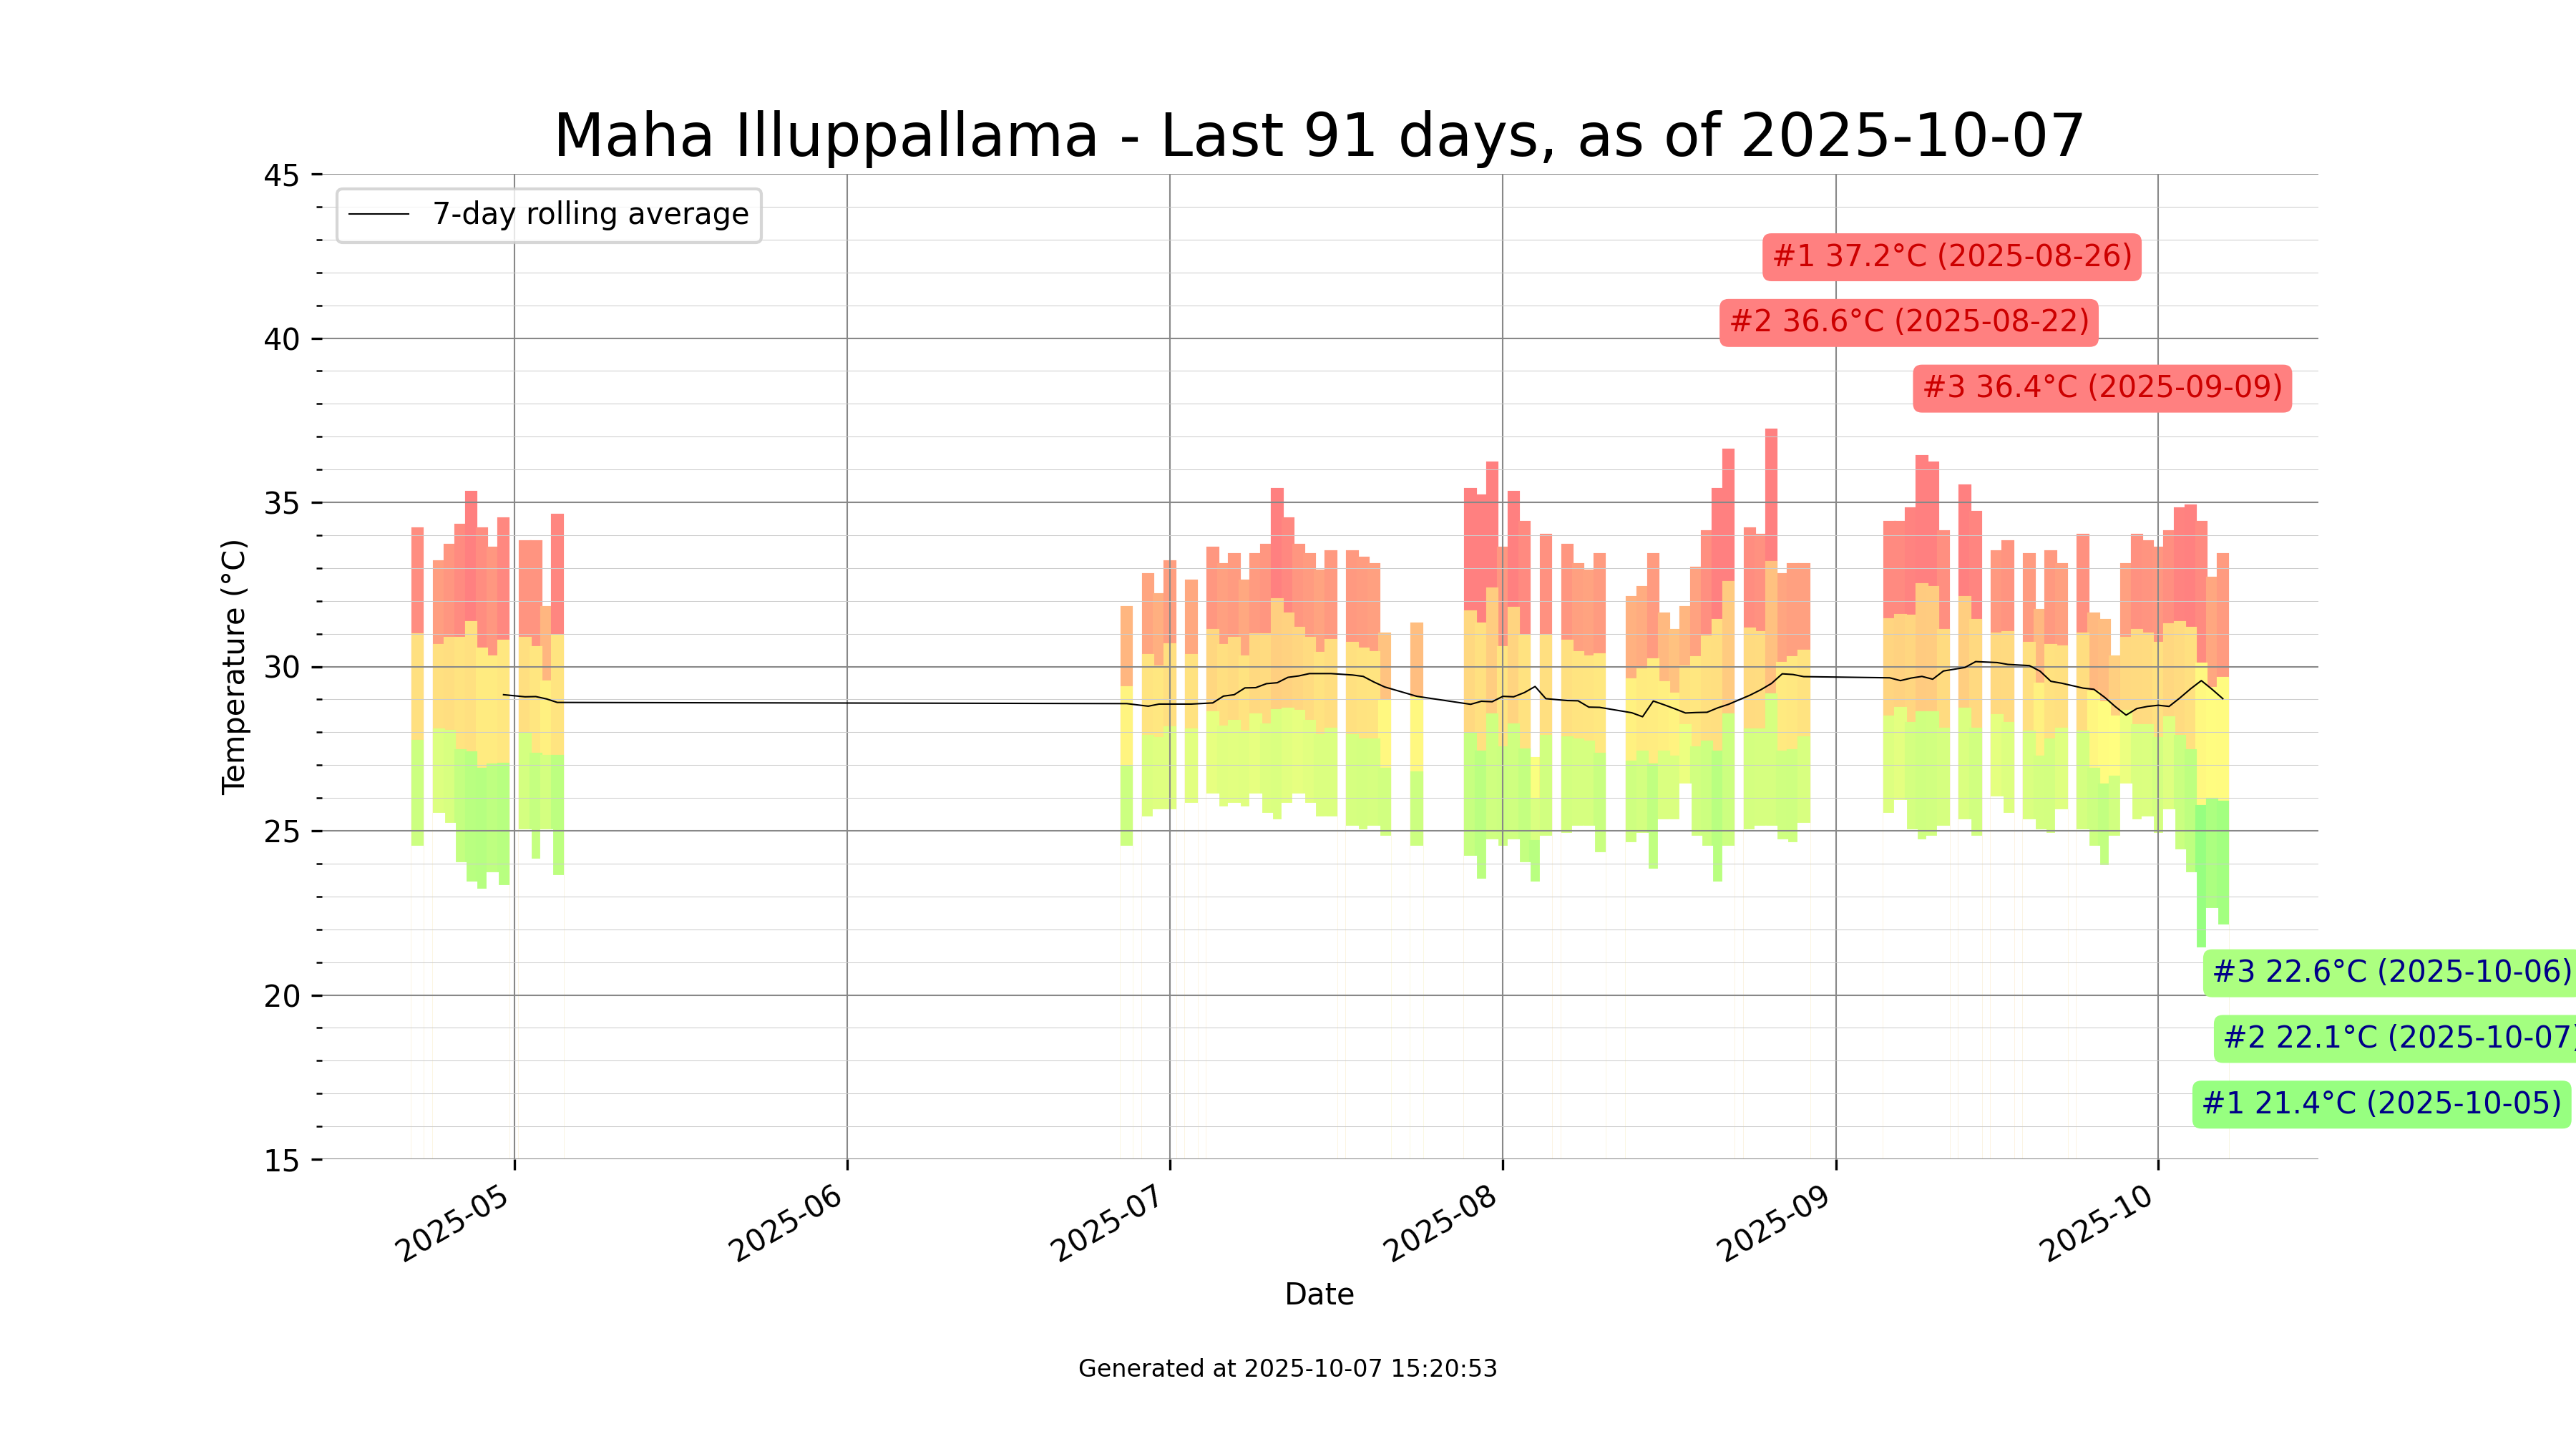 Maha Illuppallama - Last 91 days, as of 2025-10-07
7-day rolling average
#1 37.2°C (2025-08-26)
#2 36.6°C (2025-08-22)
#3 36.4°C (2025-09-09)
#3 22.6°C (2025-10-06)
#2 22.1°C (2025-10-07)
#1 21.4°C (2025-10-05)
Temperature (°C)
45
40
35
30
25
20
15
2025-05
2025-06
2025-07
2025-08
2025-09
2025-10
Date
Generated at 2025-10-07 15:20:53